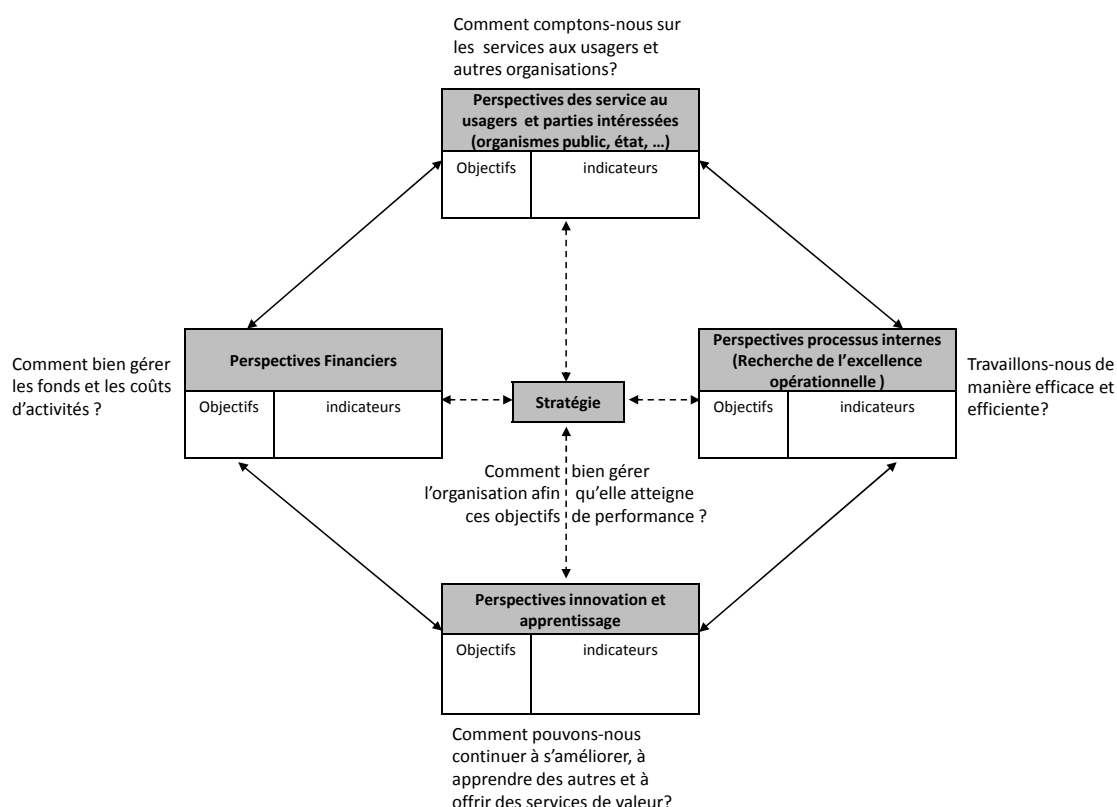 Comment comptons-nous sur
les services aux usagers et
autres organisations?
Perspectives des service au
usagers et parties intéressées
(organismes public, état, ...)
Objectifs
indicateurs
Comment bien gérer
les fonds et les coûts
d'activités ?
Perspectives Financiers
Objectifs
indicateurs
Stratégie
Perspectives processus internes
(Recherche de l'excellence
opérationnelle )
Objectifs
indicateurs
Travaillons-nous de
manière efficace et
efficiente?
Comment bien gérer
l'organisation afin qu'elle atteigne
ces objectifs de performance ?
Perspectives innovation et
apprentissage
Objectifs
indicateurs
Comment pouvons-nous
continuer à s'améliorer, à
apprendre des autres et à
offrir des services de valeur?